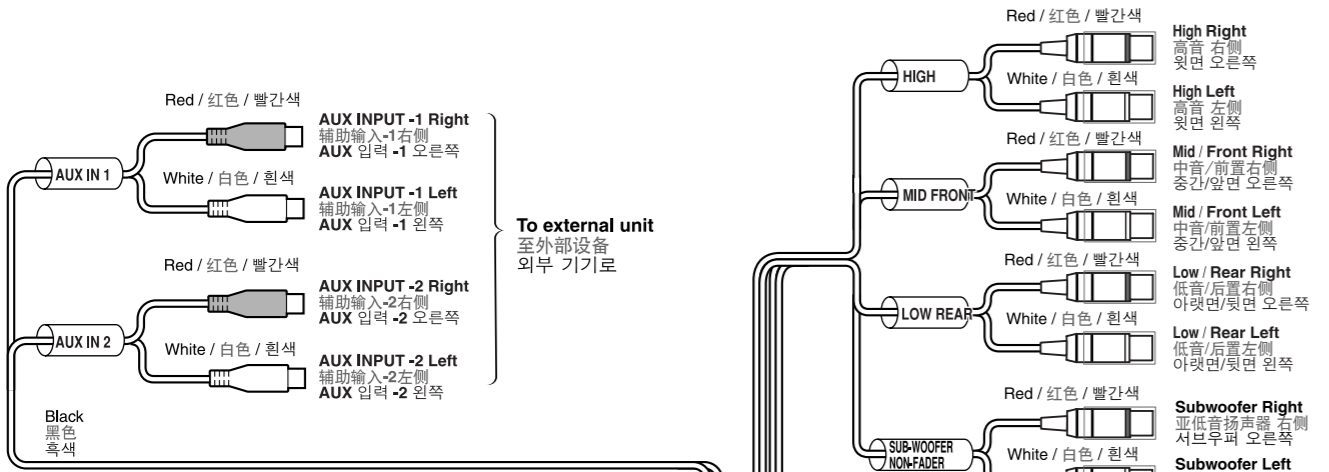 Red / 红色 / 빨간색
AUX INPUT -1 Right
辅助输入-1右侧
AUX 입력 -1 오른쪽
AUX IN 1
White / 白色 / 흰색
AUX INPUT -1 Left
辅助输入-1左侧
AUX 입력 -1 왼쪽
To external unit
至外部设备
외부 기기로
Red / 红色 / 빨간색
AUX INPUT -2 Right
辅助输入-2右侧
AUX 입력 -2 오른쪽
AUX IN 2
White / 白色 / 흰색
AUX INPUT -2 Left
辅助输入-2左侧
AUX 입력 -2 왼쪽
Black
黑色
흑색
Red / 红色 / 빨간색
High Right
高音 右侧
윗면 오른쪽
HIGH
White / 白色 / 흰색
High Left
高音 左侧
윗면 왼쪽
Red / 红色 / 빨간색
Mid / Front Right
中音/前置右侧
중간/앞면 오른쪽
MID FRONT
White / 白色 / 흰색
Mid / Front Left
中音/前置左侧
중간/앞면 왼쪽
Red / 红色 / 빨간색
Low / Rear Right
低音/后置右侧
아랫면/뒷면 오른쪽
LOW REAR
White / 白色 / 흰색
Low / Rear Left
低音/后置左侧
아랫면/뒷면 왼쪽
Red / 红色 / 빨간색
Subwoofer Right
亚低音扬声器 右侧
서브우퍼 오른쪽
SUB-WOOFER
NON-FADER
White / 白色 / 흰색
Subwoofer Left